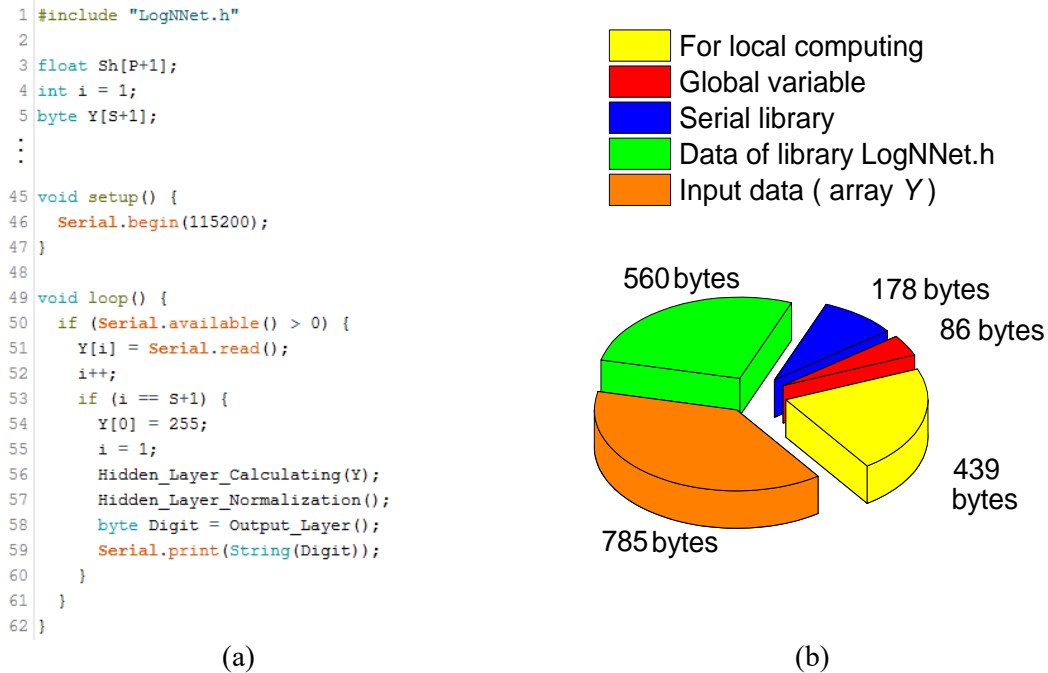 1 #include "LogNNet.h"
2
3 float Sh[P+1];
4 int i = 1;
5 byte Y[S+1];
⋮
45 void setup() {
46   Serial.begin(115200);
47 }
48
49 void loop() {
50   if (Serial.available() > 0) {
51     Y[i] = Serial.read();
52     i++;
53     if (i == S+1) {
54       Y[0] = 255;
55       i = 1;
56       Hidden_Layer_Calculating(Y);
57       Hidden_Layer_Normalization();
58       byte Digit = Output_Layer();
59       Serial.print(String(Digit));
60     }
61   }
62 }
(a)
For local computing
Global variable
Serial library
Data of library LogNNet.h
Input data ( array Y )
560 bytes
178 bytes
86 bytes
439
bytes
785 bytes
(b)